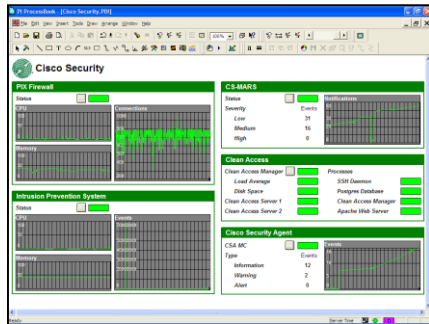 PI ProcessBook - [Cisco Security.PDI]
File Edit View Insert Tools Draw Arrange Window Help
Cisco Security
PIX Firewall
Status
CPU
Connections
Memory
Intrusion Prevention System
Status
CPU
Events
Memory
CS-MARS
Status
Notifications
Severity Events
Low 31
Medium 16
High 0
Clean Access
Clean Access Manager Processes
Load Average SSH Daemon
Disk Space Postgres Database
Clean Access Server 1 Clean Access Manager
Clean Access Server 2 Apache Web Server
Cisco Security Agent
CSA MC Events
Type Events
Information 12
Warning 2
Alert 0
Ready Server Time